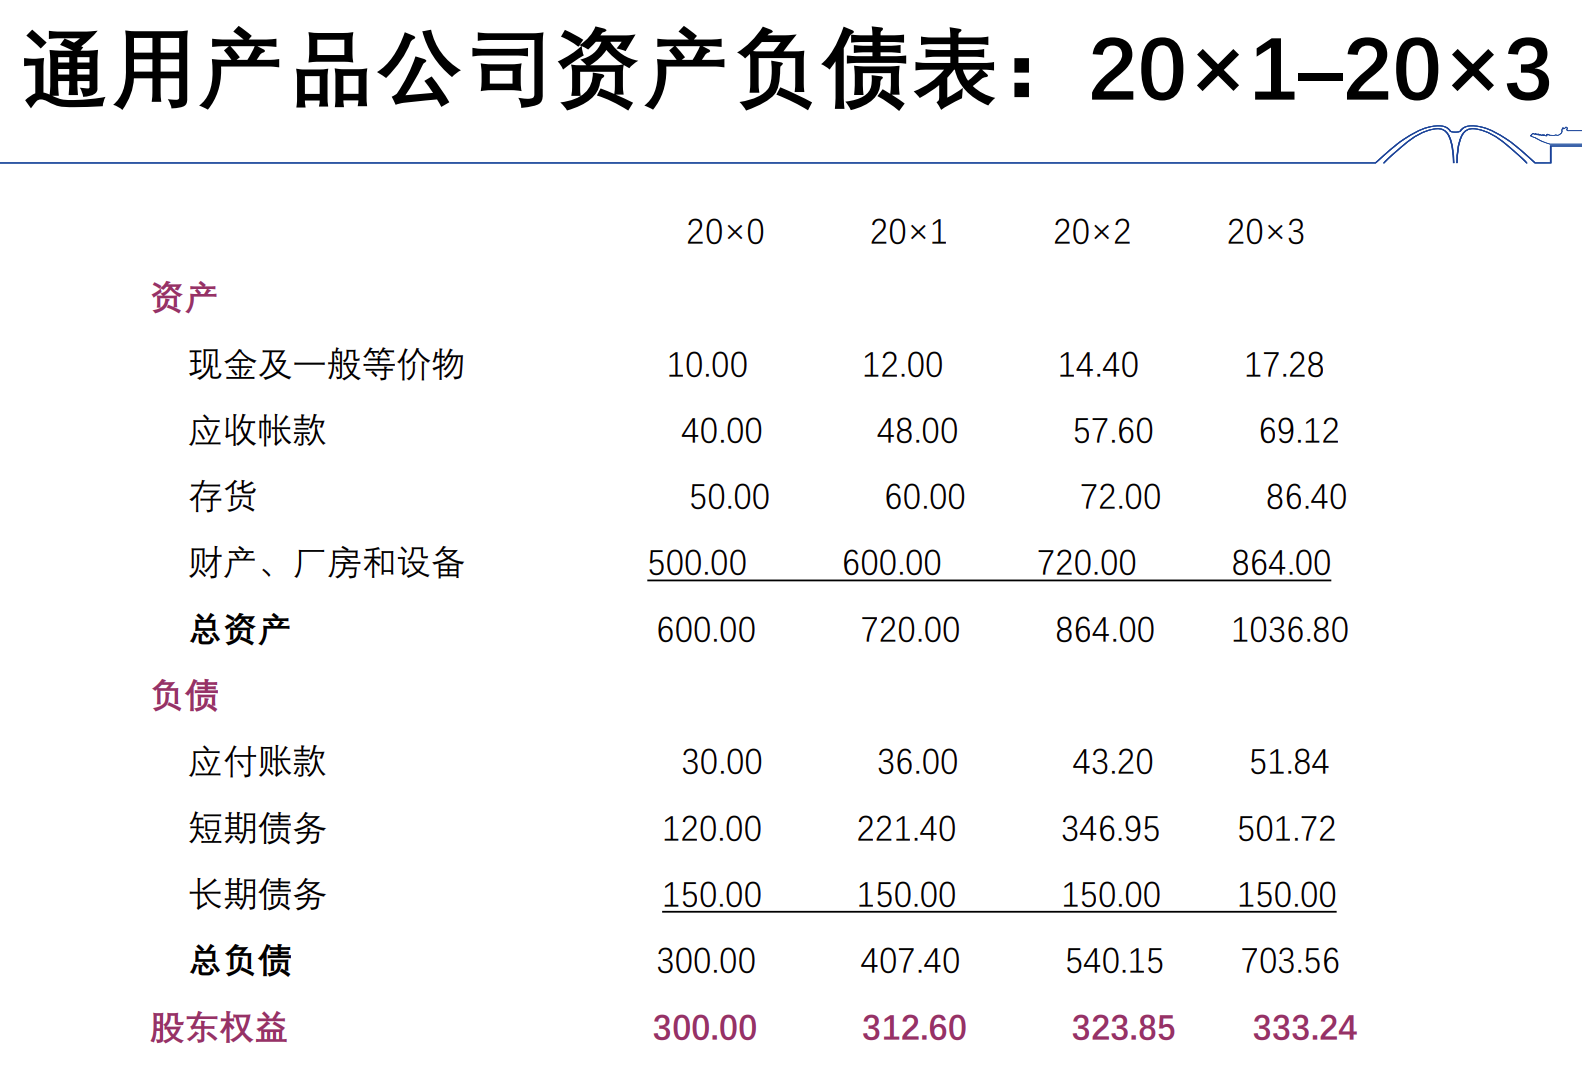 通用产品公司资产负债表：20×1–20×3
20×0 20×1 20×2 20×3
资产
现金及一般等价物 10.00 12.00 14.40 17.28
应收帐款 40.00 48.00 57.60 69.12
存货 50.00 60.00 72.00 86.40
财产、厂房和设备 500.00 600.00 720.00 864.00
总资产 600.00 720.00 864.00 1036.80
负债
应付账款 30.00 36.00 43.20 51.84
短期债务 120.00 221.40 346.95 501.72
长期债务 150.00 150.00 150.00 150.00
总负债 300.00 407.40 540.15 703.56
股东权益 300.00 312.60 323.85 333.24